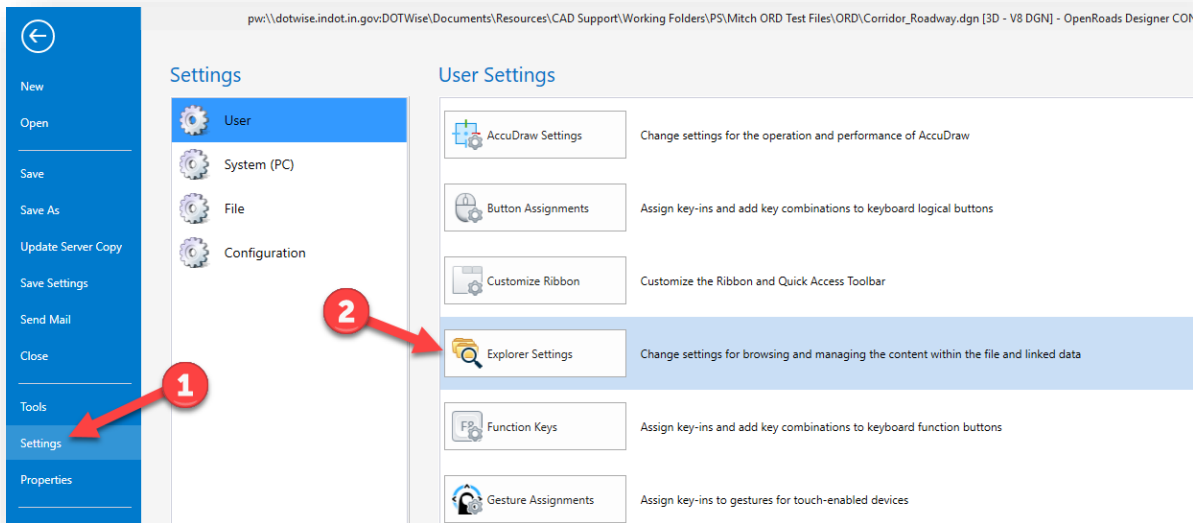 pw:\\dotwise.indot.in.gov:DOTWise\Documents\Resources\CAD Support\Working Folders\PS\Mitch ORD Test Files\ORD\Corridor_Roadway.dgn [3D - V8 DGN] - OpenRoads Designer CON
New
Open
Save
Save As
Update Server Copy
Save Settings
Send Mail
Close
Tools
Settings
Properties
1
Settings
User
System (PC)
File
Configuration
2
User Settings
AccuDraw Settings Change settings for the operation and performance of AccuDraw
Button Assignments Assign key-ins and add key combinations to keyboard logical buttons
Customize Ribbon Customize the Ribbon and Quick Access Toolbar
Explorer Settings Change settings for browsing and managing the content within the file and linked data
Function Keys Assign key-ins and add key combinations to keyboard function buttons
Gesture Assignments Assign key-ins to gestures for touch-enabled devices